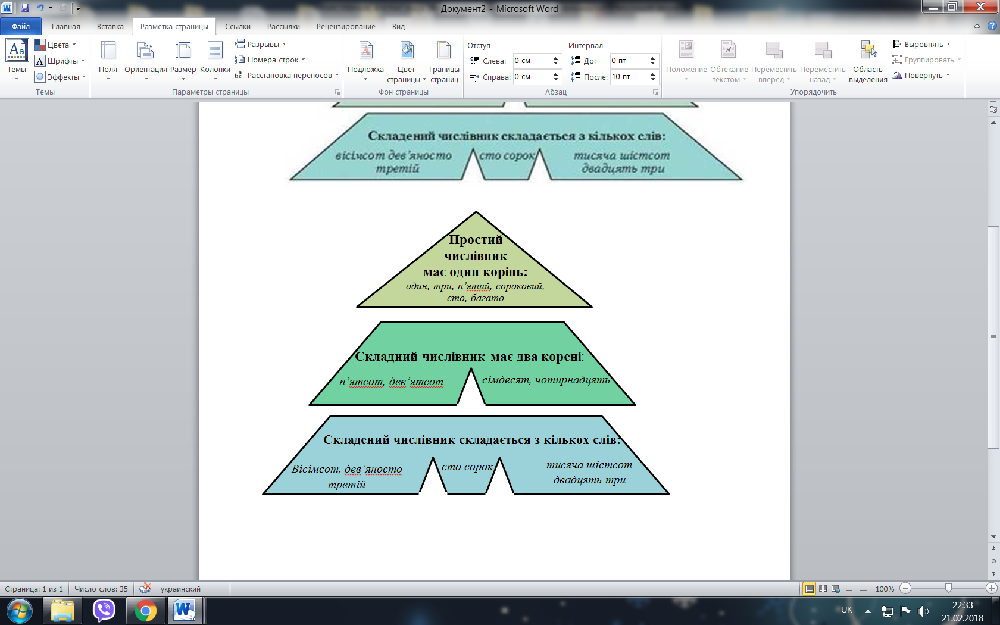 Документ2 - Microsoft Word
Файл
Главная
Вставка
Разметка страницы
Ссылки
Рассылки
Рецензирование
Вид
Темы
Цвета
Шрифты
Эффекты
Темы
Поля
Ориентация
Размер
Колонки
Разрывы
Номера строк
Расстановка переносов
Параметры страницы
Подложка
Цвет
страницы
Границы
страниц
Фон страницы
Отступ
Слева: 0 см
Справа: 0 см
Интервал
До: 0 пт
После: 10 пт
Абзац
Положение
Обтекание
текстом
Переместить
вперед
Переместить
назад
Область
выделения
Выровнять
Группировать
Повернуть
Упорядочить
Складений числівник складається з кількох слів:
вісімсот дев’яносто
третій
сто сорок
тисяча шістсот
двадцять три
Простий
числівник
має один корінь:
один, три, п’ятий, сороковий,
сто, багато
Складний числівник має два корені:
п’ятсот, дев’ятсот
сімдесят, чотирнадцять
Складений числівник складається з кількох слів:
Вісімсот, дев’яносто
третій
сто сорок
тисяча шістсот
двадцять три
Страница: 1 из 1
Число слов: 35
украинский
100%
UK
22:33
21.02.2018